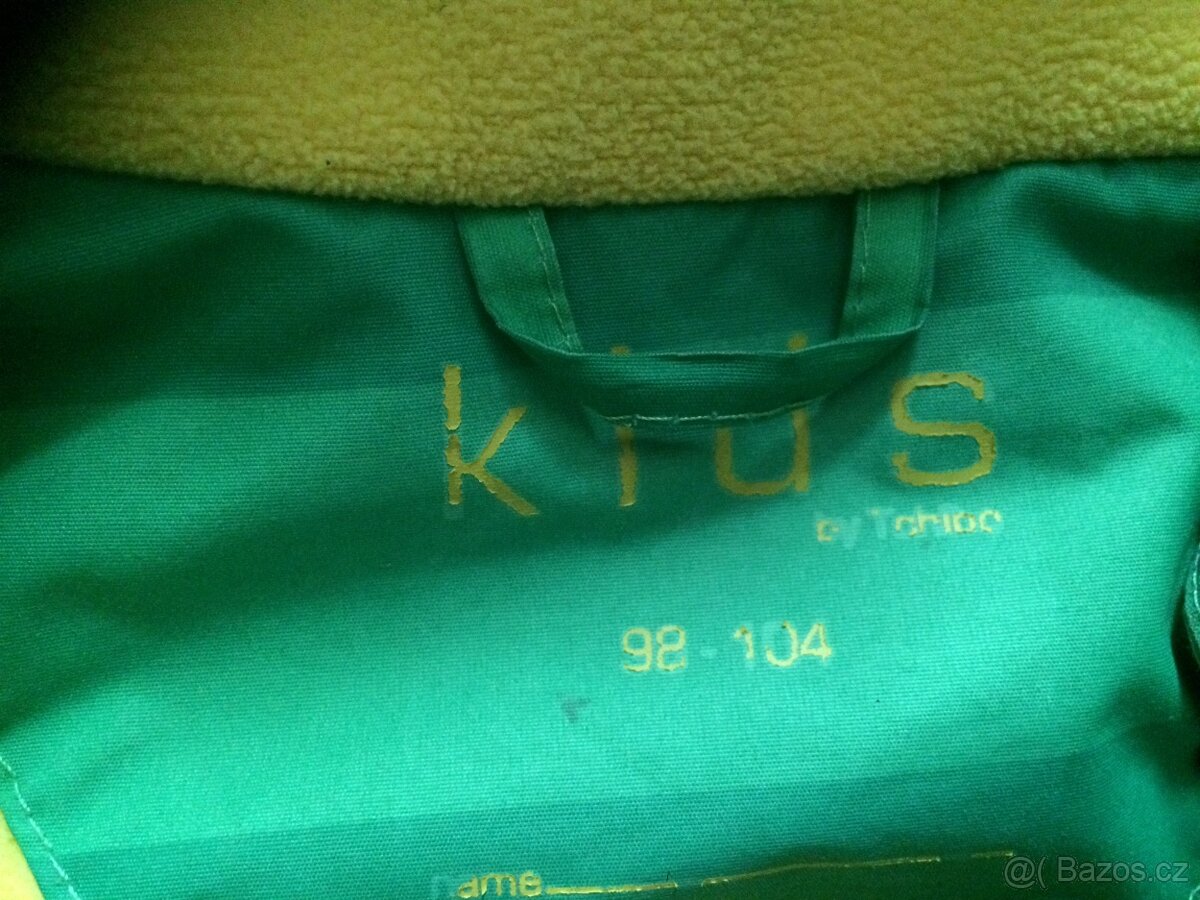 kids
by Tchibo
98 - 104
name
@( Bazos.cz